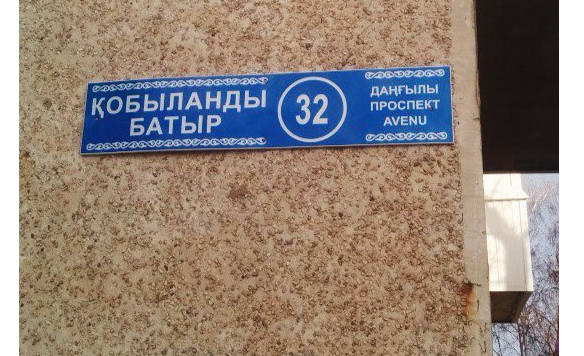 ҚОБЫЛАНДЫ
БАТЫР
32
ДАҢҒЫЛЫ
ПРОСПЕКТ
AVENU